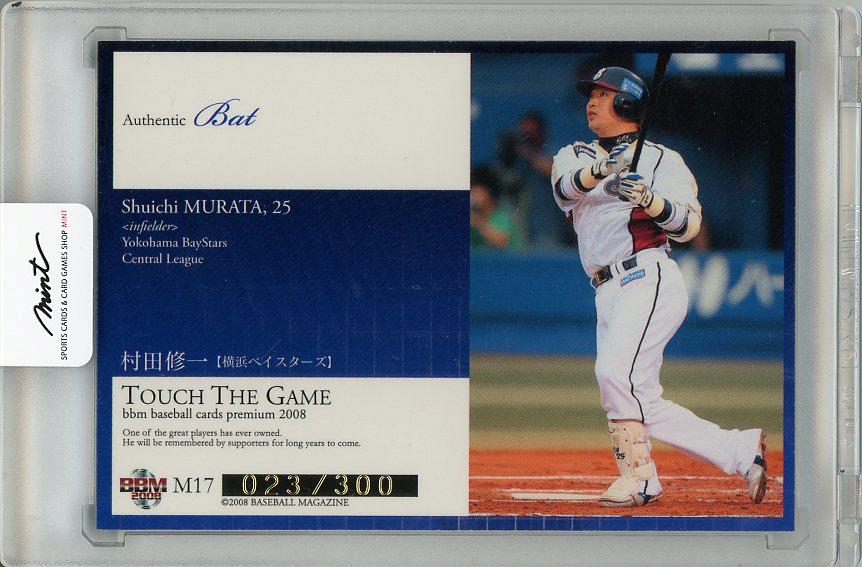 Authentic Bat
Shuichi MURATA, 25
<infielder>
Yokohama BayStars
Central League
村田修一【横浜ベイスターズ】
TOUCH THE GAME
bbm baseball cards premium 2008
One of the great players has ever owned.
He will be remembered by supporters for long years to come.
BBM
2008
M17
023/300
©2008 BASEBALL MAGAZINE
mint
SPORTS CARDS & CARD GAMES SHOP MINT